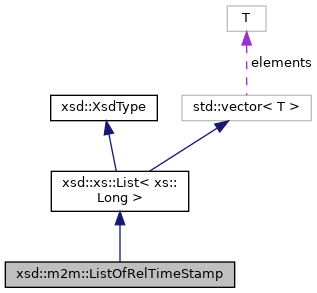 T
elements
xsd::XsdType
std::vector< T >
xsd::xs::List< xs::
Long >
xsd::m2m::ListOfRelTimeStamp